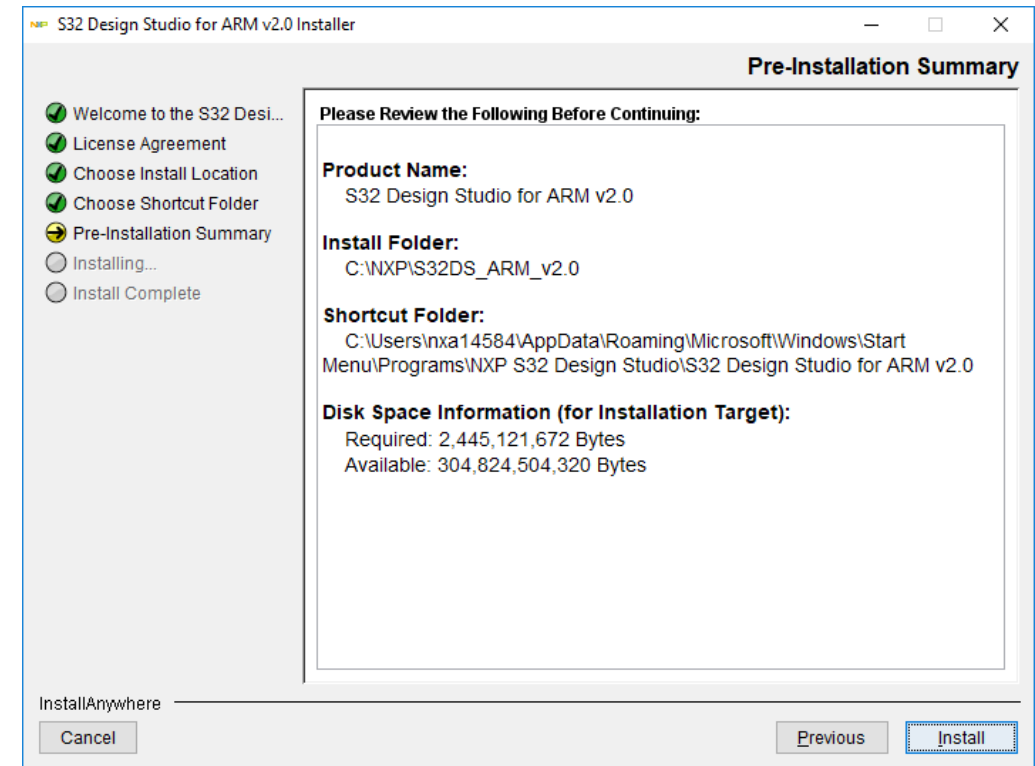 NXP S32 Design Studio for ARM v2.0 Installer
Pre-Installation Summary
Welcome to the S32 Desi...
License Agreement
Choose Install Location
Choose Shortcut Folder
Pre-Installation Summary
Installing...
Install Complete
Please Review the Following Before Continuing:
Product Name:
S32 Design Studio for ARM v2.0
Install Folder:
C:\NXP\S32DS_ARM_v2.0
Shortcut Folder:
C:\Users\nxa14584\AppData\Roaming\Microsoft\Windows\Start
Menu\Programs\NXP S32 Design Studio\S32 Design Studio for ARM v2.0
Disk Space Information (for Installation Target):
Required: 2,445,121,672 Bytes
Available: 304,824,504,320 Bytes
InstallAnywhere
Cancel
Previous
Install